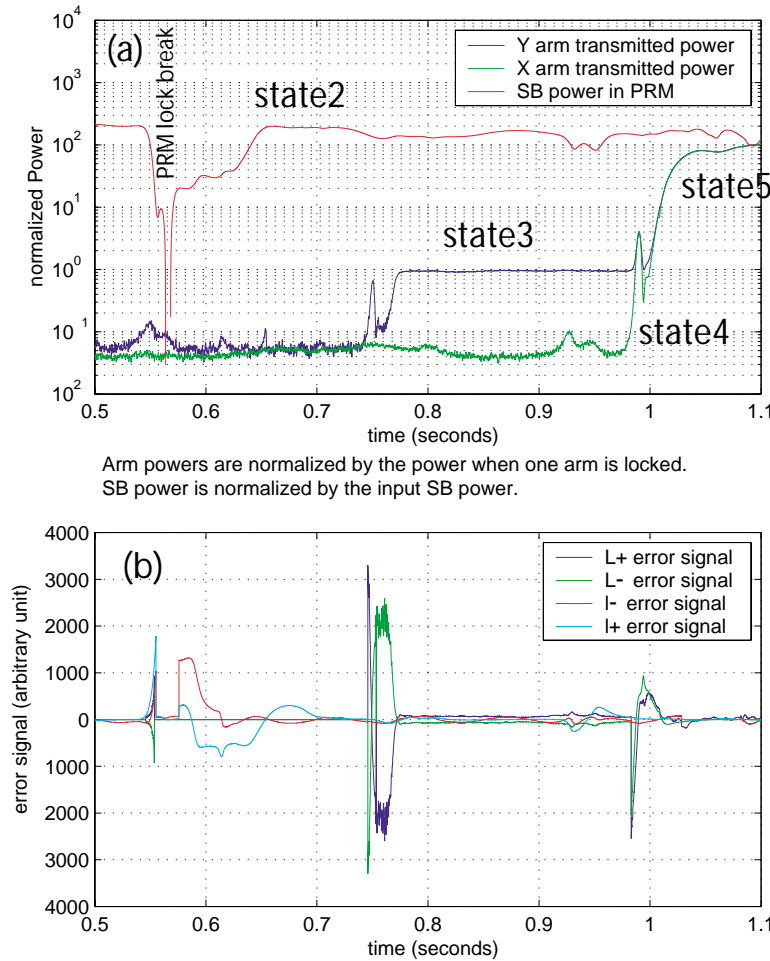 10^4
10^3
10^2
10^1
10^0
10^1
10^2
normalized Power
(a)
PRM lock break
state2
state3
state4
state5
Y arm transmitted power
X arm transmitted power
SB power in PRM
0.5 0.6 0.7 0.8 0.9 1 1.1
time (seconds)
Arm powers are normalized by the power when one arm is locked.
SB power is normalized by the input SB power.
4000
3000
2000
1000
0
1000
2000
3000
4000
error signal (arbitrary unit)
(b)
L+ error signal
L- error signal
l- error signal
l+ error signal
0.5 0.6 0.7 0.8 0.9 1 1.1
time (seconds)